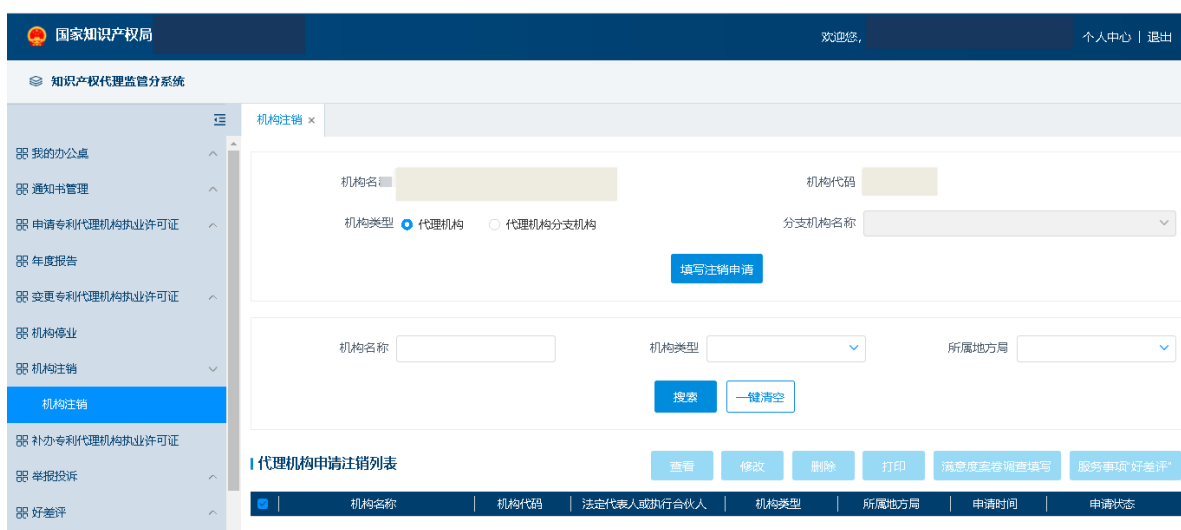 国家知识产权局
欢迎您,
个人中心 | 退出
知识产权代理监管分系统
机构注销 ×
我的办公桌
通知书管理
申请专利代理机构执业许可证
年度报告
变更专利代理机构执业许可证
机构停业
机构注销
机构注销
补办专利代理机构执业许可证
举报投诉
好差评
机构名 机构代码
机构类型 代理机构 代理机构分支机构 分支机构名称
填写注销申请
机构名称 机构类型 所属地方局
搜索 一键清空
代理机构申请注销列表 查看 修改 删除 打印 满意度案卷调查填写 服务事项"好差评"
机构名称 机构代码 法定代表人或执行合伙人 机构类型 所属地方局 申请时间 申请状态